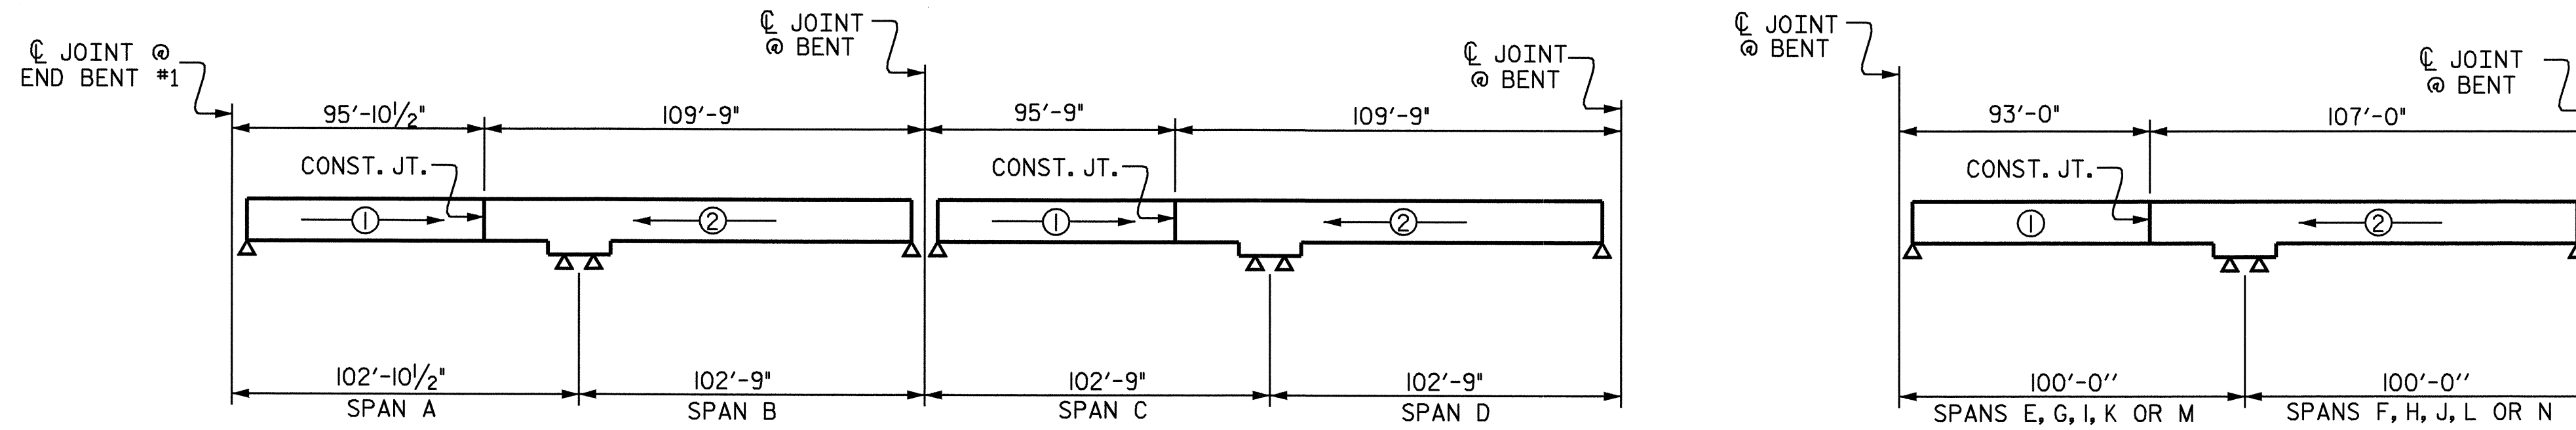 ℄ JOINT @
END BENT #1
℄ JOINT
@ BENT
℄ JOINT
@ BENT
95'-10½"
109'-9"
95'-9"
109'-9"
CONST. JT.
CONST. JT.
1
2
1
2
102'-10½"
SPAN A
102'-9"
SPAN B
102'-9"
SPAN C
102'-9"
SPAN D
℄ JOINT
@ BENT
℄ JOINT
@ BENT
93'-0"
107'-0"
CONST. JT.
1
2
100'-0''
SPANS E, G, I, K OR M
100'-0''
SPANS F, H, J, L OR N